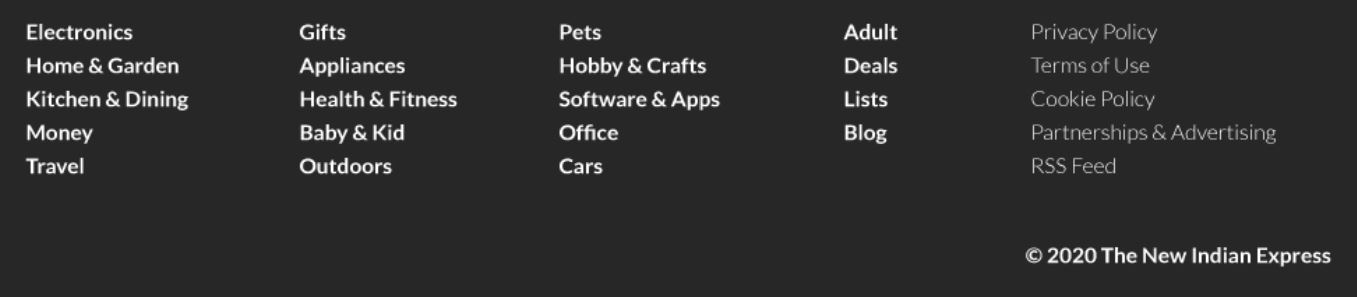 Electronics
Home & Garden
Kitchen & Dining
Money
Travel
Gifts
Appliances
Health & Fitness
Baby & Kid
Outdoors
Pets
Hobby & Crafts
Software & Apps
Office
Cars
Adult
Deals
Lists
Blog
Privacy Policy
Terms of Use
Cookie Policy
Partnerships & Advertising
RSS Feed
© 2020 The New Indian Express